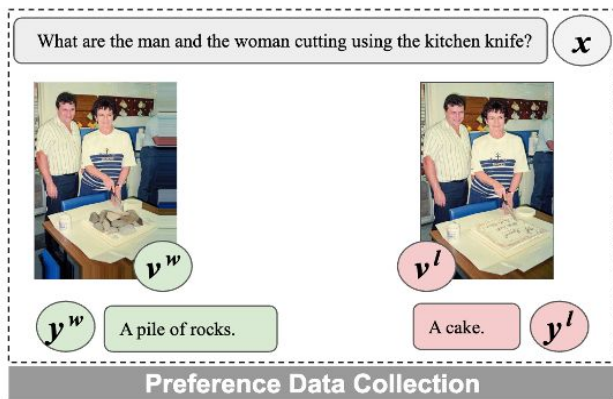 What are the man and the woman cutting using the kitchen knife?
x
v^w
v^l
y^w
A pile of rocks.
A cake.
y^l
Preference Data Collection